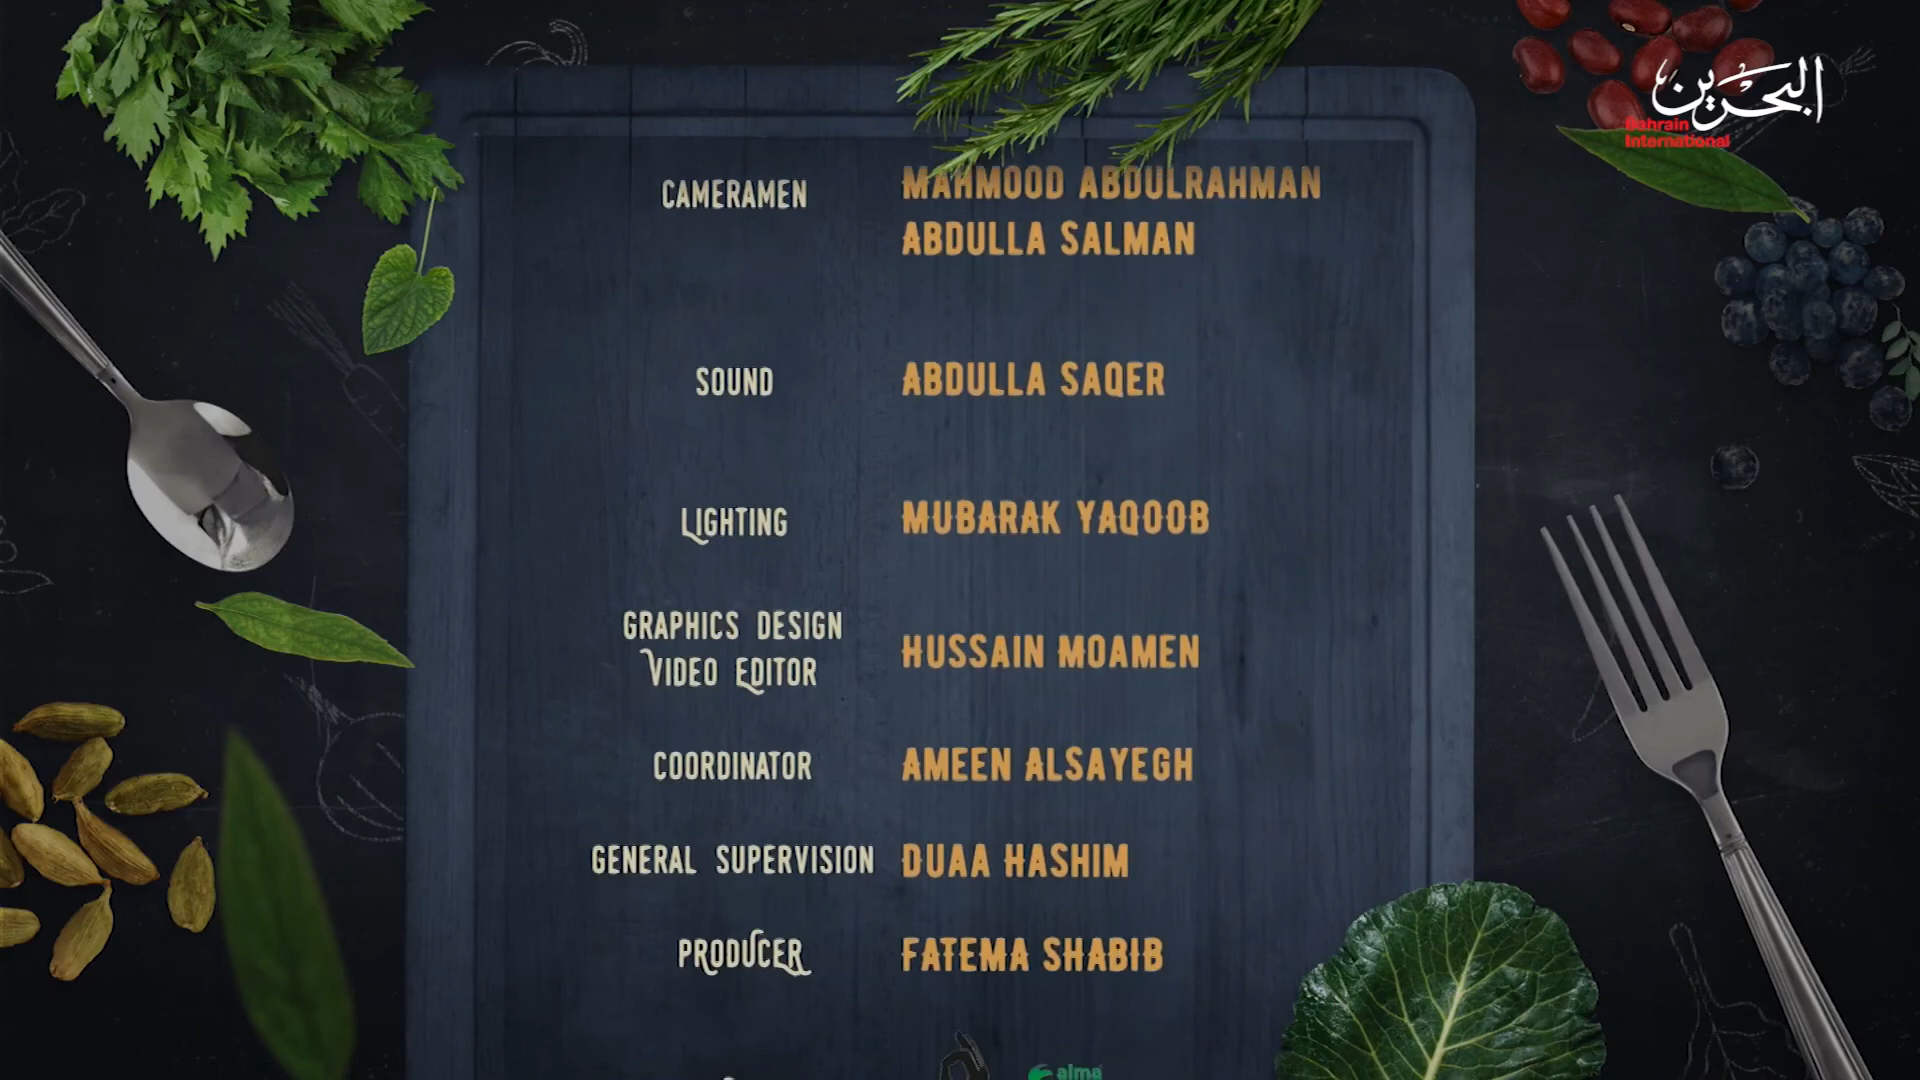 البحرين
Bahrain
International
CAMERAMEN
MAHMOOD ABDULRAHMAN
ABDULLA SALMAN
SOUND
ABDULLA SAQER
LIGHTING
MUBARAK YAQOOB
GRAPHICS DESIGN
VIDEO EDITOR
HUSSAIN MOAMEN
COORDINATOR
AMEEN ALSAYEGH
GENERAL SUPERVISION
DUAA HASHIM
PRODUCER
FATEMA SHABIB
alma